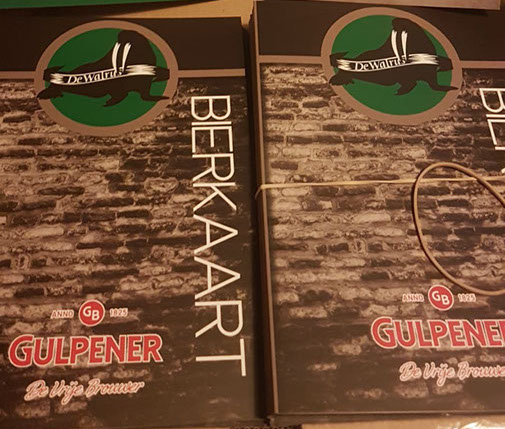 De Walrus
BIERKAART
ANNO GB 1825
GULPENER
De Vrije Brouwer
De Walrus
ANNO GB 1825
GULPENER
De Vrije Brouwer